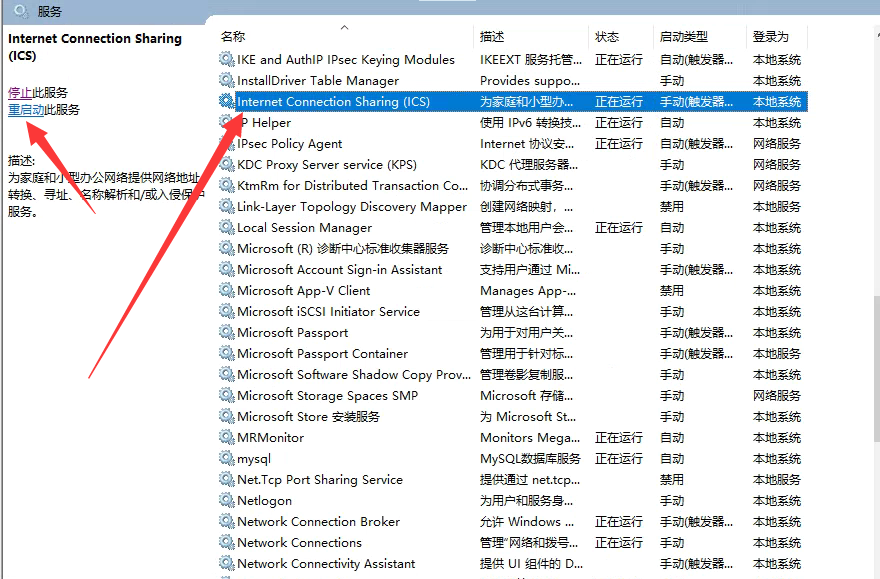 服务
Internet Connection Sharing
(ICS)
停止此服务
重启动此服务
描述:
为家庭和小型办公网络提供网络地址
转换、寻址、名称解析和/或入侵保护
服务。
名称 描述 状态 启动类型 登录为
IKE and AuthIP IPsec Keying Modules IKEEXT 服务托管... 正在运行 自动(触发器... 本地系统
InstallDriver Table Manager Provides suppo... 手动 本地系统
Internet Connection Sharing (ICS) 为家庭和小型办... 正在运行 手动(触发器... 本地系统
IP Helper 使用 IPv6 转换技... 正在运行 自动 本地系统
IPsec Policy Agent Internet 协议安... 正在运行 手动(触发器... 网络服务
KDC Proxy Server service (KPS) KDC 代理服务器... 手动 网络服务
KtmRm for Distributed Transaction Co... 协调分布式事务... 手动(触发器... 网络服务
Link-Layer Topology Discovery Mapper 创建网络映射，... 禁用 本地服务
Local Session Manager 管理本地用户会... 正在运行 自动 本地系统
Microsoft (R) 诊断中心标准收集器服务 诊断中心标准收... 手动 本地系统
Microsoft Account Sign-in Assistant 支持用户通过 Mi... 手动(触发器... 本地系统
Microsoft App-V Client Manages App-... 禁用 本地系统
Microsoft iSCSI Initiator Service 管理从这台计算... 手动 本地系统
Microsoft Passport 为用于对用户关... 手动(触发器... 本地系统
Microsoft Passport Container 管理用于针对标... 手动(触发器... 本地服务
Microsoft Software Shadow Copy Prov... 管理卷影复制服... 手动 本地系统
Microsoft Storage Spaces SMP Microsoft 存储... 手动 网络服务
Microsoft Store 安装服务 为 Microsoft St... 手动 本地系统
MRMonitor Monitors Mega... 正在运行 自动 本地系统
mysql MySQL数据库服务 正在运行 自动 本地系统
Net.Tcp Port Sharing Service 提供通过 net.tcp... 禁用 本地服务
Netlogon 为用户和服务身... 手动 本地系统
Network Connection Broker 允许 Windows ... 正在运行 手动(触发器... 本地系统
Network Connections 管理“网络和拨号... 正在运行 手动 本地系统
Network Connectivity Assistant 提供 UI 组件的 D... 手动(触发器... 本地系统